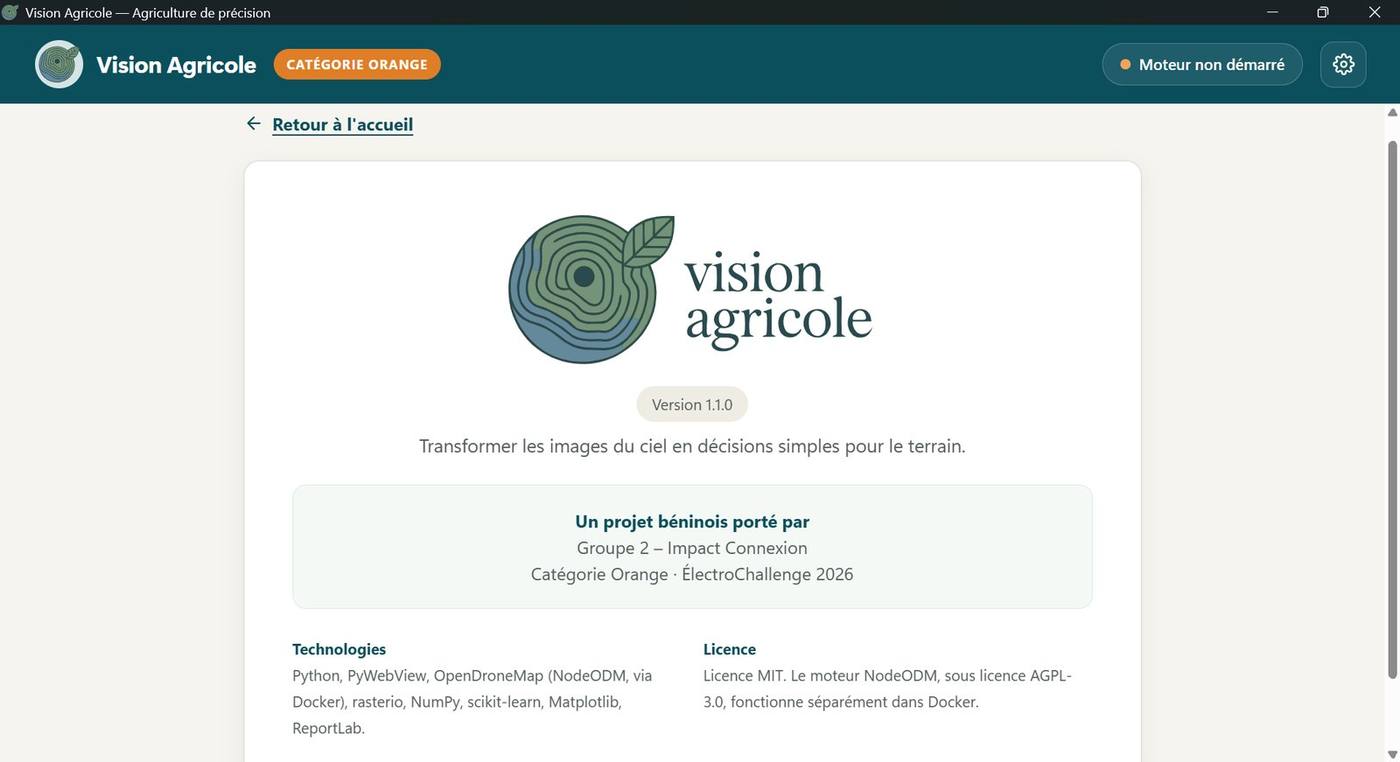 Vision Agricole — Agriculture de précision
Vision Agricole
CATÉGORIE ORANGE
Moteur non démarré
Retour à l'accueil
vision
agricole
Version 1.1.0
Transformer les images du ciel en décisions simples pour le terrain.
Un projet béninois porté par
Groupe 2 – Impact Connexion
Catégorie Orange · ÉlectroChallenge 2026
Technologies
Python, PyWebView, OpenDroneMap (NodeODM, via
Docker), rasterio, NumPy, scikit-learn, Matplotlib,
ReportLab.
Licence
Licence MIT. Le moteur NodeODM, sous licence AGPL-
3.0, fonctionne séparément dans Docker.